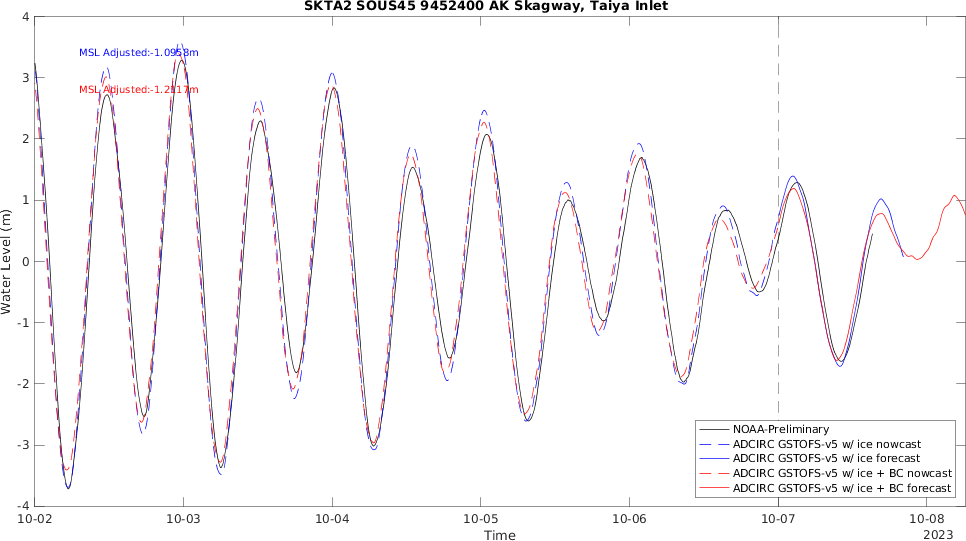 SKTA2 SOUS45 9452400 AK Skagway, Taiya Inlet
4
MSL Adjusted:-1.0958m
3
MSL Adjusted:-1.2117m
2
1
0
Water Level (m)
-1
-2
-3
-4
NOAA-Preliminary
ADCIRC GSTOFS-v5 w/ ice nowcast
ADCIRC GSTOFS-v5 w/ ice forecast
ADCIRC GSTOFS-v5 w/ ice + BC nowcast
ADCIRC GSTOFS-v5 w/ ice + BC forecast
10-02 10-03 10-04 10-05 10-06 10-07 10-08
Time
2023